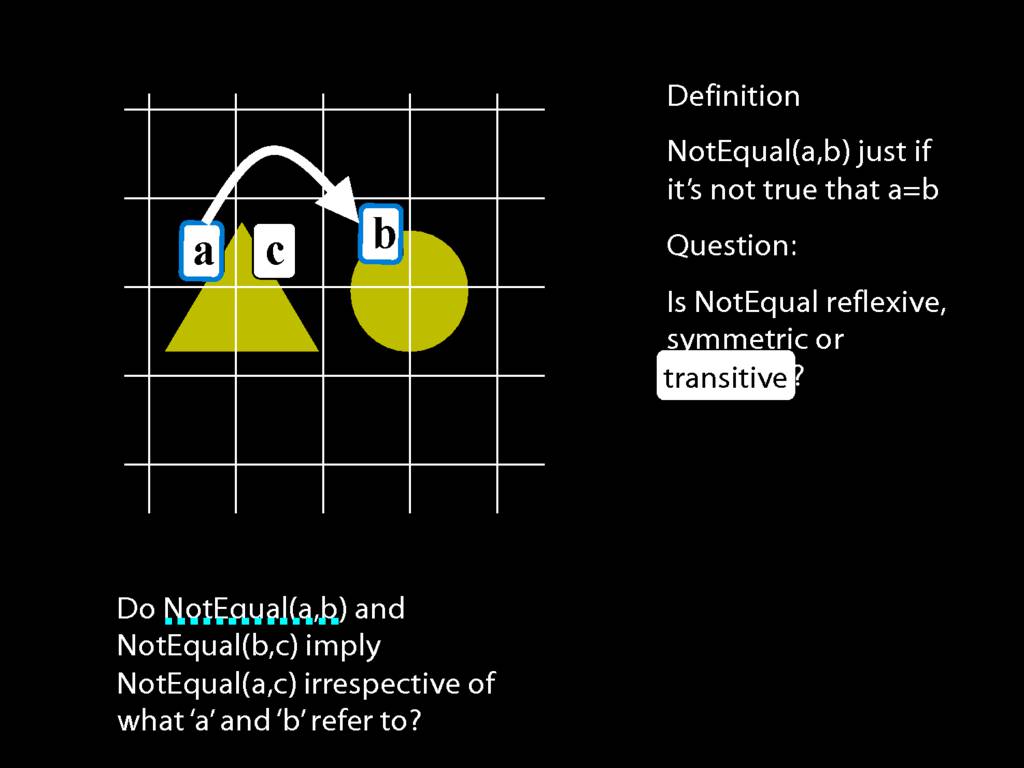 Definition
NotEqual(a,b) just if
it's not true that a=b
Question:
Is NotEqual reflexive,
symmetric or
transitive?
a
c
b
Do NotEqual(a,b) and
NotEqual(b,c) imply
NotEqual(a,c) irrespective of
what ‘a’ and ‘b’ refer to?